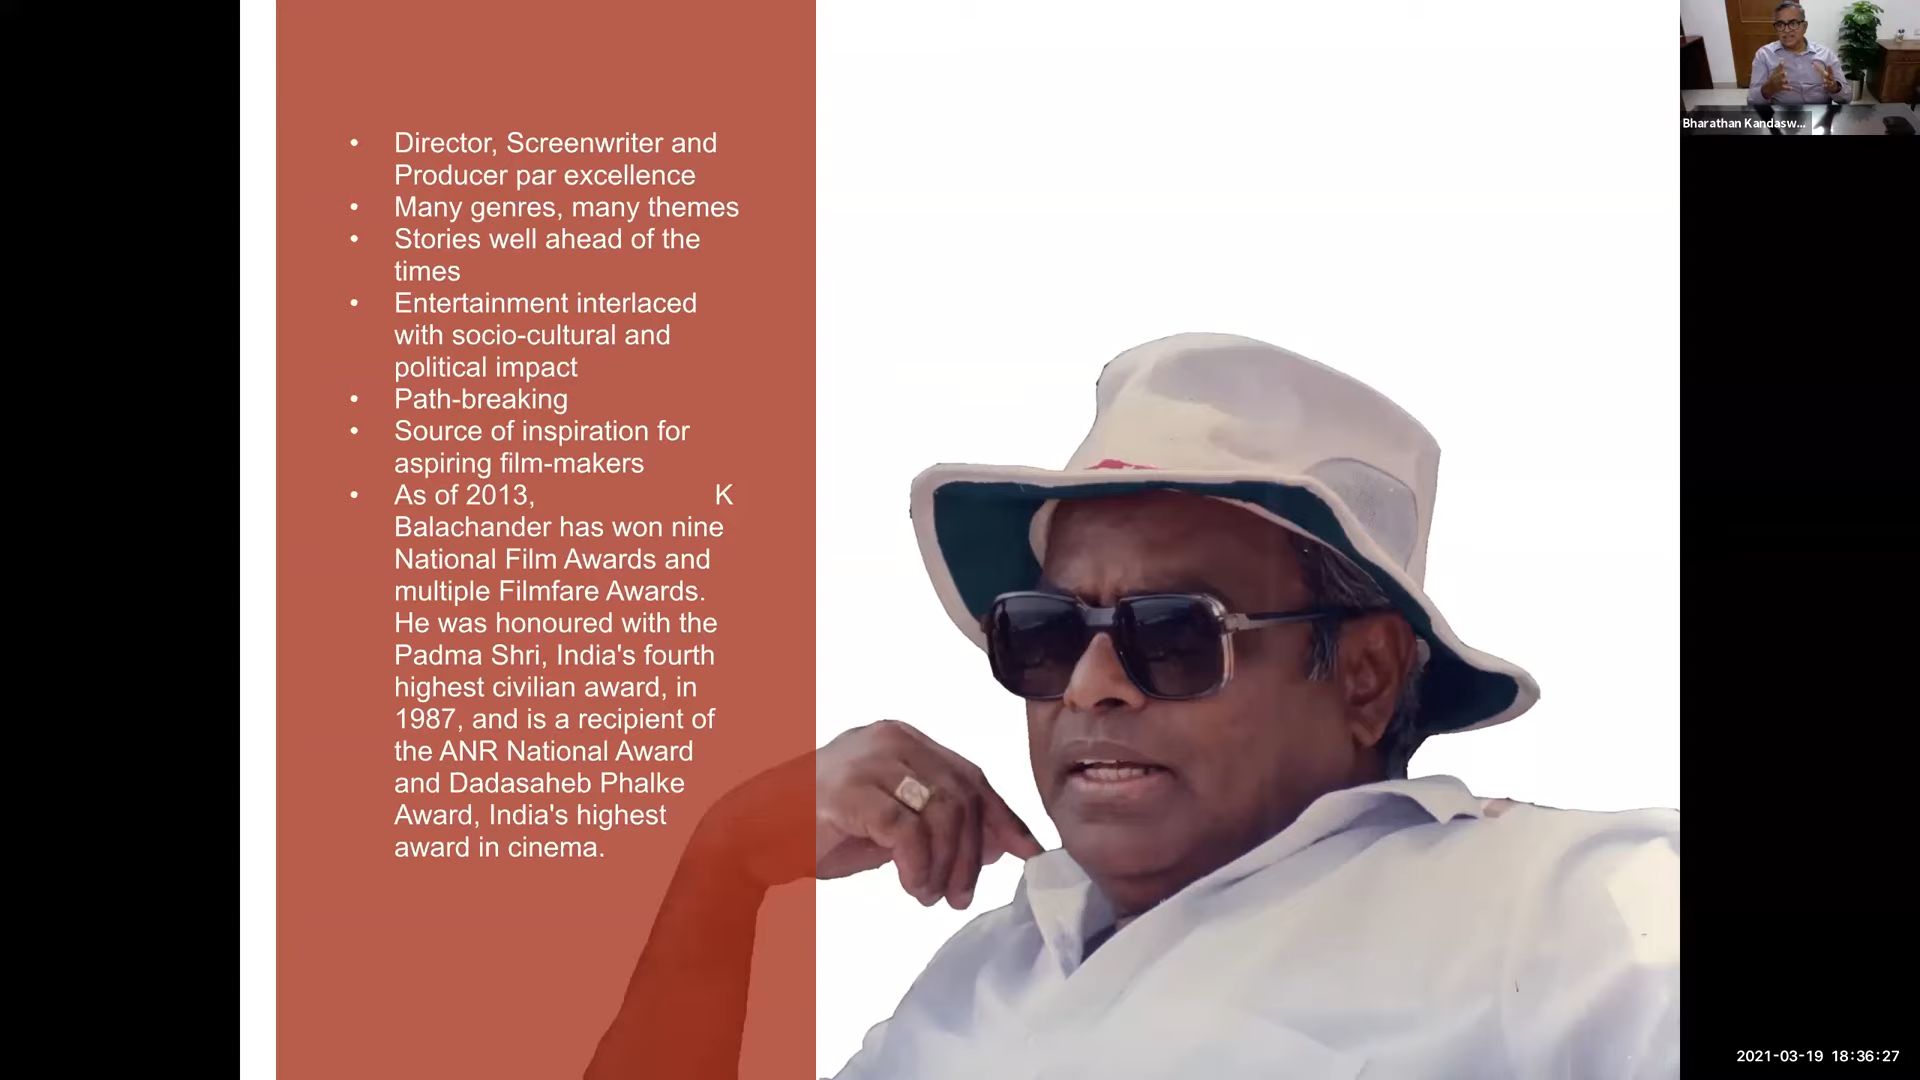 • Director, Screenwriter and
Producer par excellence
• Many genres, many themes
• Stories well ahead of the
times
• Entertainment interlaced
with socio-cultural and
political impact
• Path-breaking
• Source of inspiration for
aspiring film-makers
• As of 2013, K
Balachander has won nine
National Film Awards and
multiple Filmfare Awards.
He was honoured with the
Padma Shri, India's fourth
highest civilian award, in
1987, and is a recipient of
the ANR National Award
and Dadasaheb Phalke
Award, India's highest
award in cinema.
Bharathan Kandasw...
2021-03-19 18:36:27